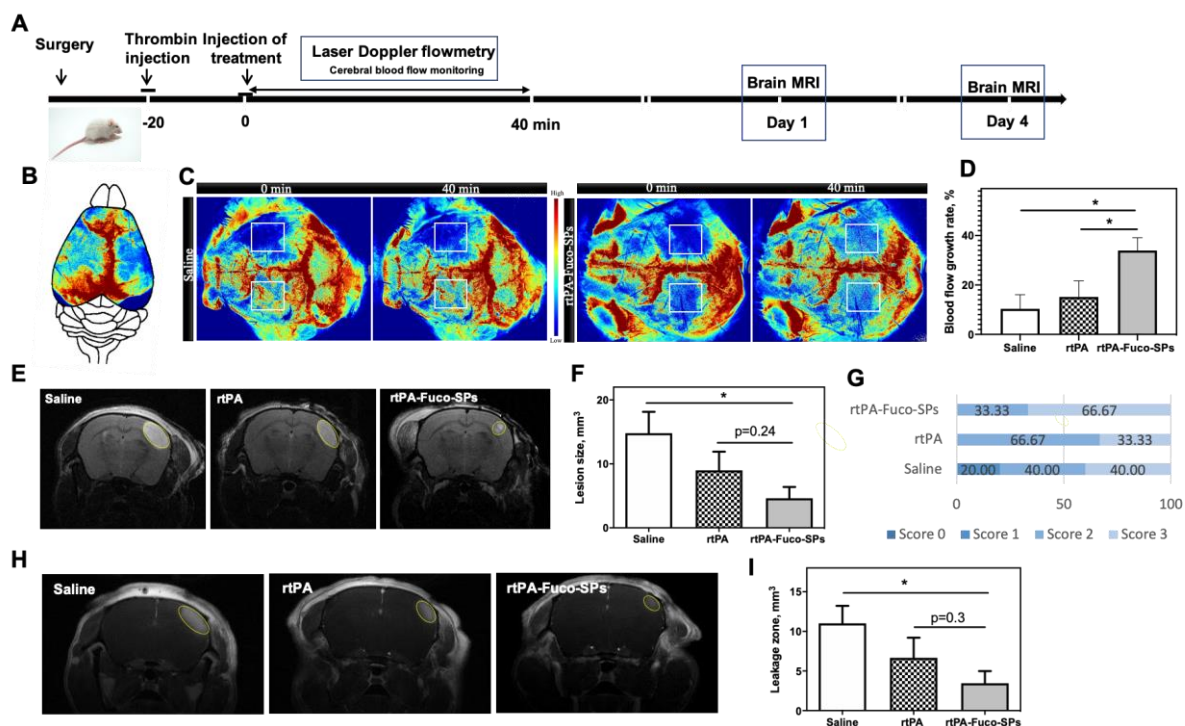 A
Surgery
Thrombin
injection
Injection of
treatment
Laser Doppler flowmetry
Cerebral blood flow monitoring
Brain MRI
Brain MRI
-20
0
40 min
Day 1
Day 4
B
C
0 min
40 min
Saline
High
Low
0 min
40 min
rtPA-Fuco-SPs
D
Blood flow growth rate, %
60
40
20
0
*
*
Saline
rtPA
rtPA-Fuco-SPs
E
Saline
rtPA
rtPA-Fuco-SPs
F
Lesion size, mm³
20
10
0
*
p=0.24
Saline
rtPA
rtPA-Fuco-SPs
G
rtPA-Fuco-SPs
33.33
66.67
rtPA
66.67
33.33
Saline
20.00
40.00
40.00
0
50
100
Score 0
Score 1
Score 2
Score 3
H
Saline
rtPA
rtPA-Fuco-SPs
I
Leakage zone, mm³
15
10
5
0
*
p=0.3
Saline
rtPA
rtPA-Fuco-SPs